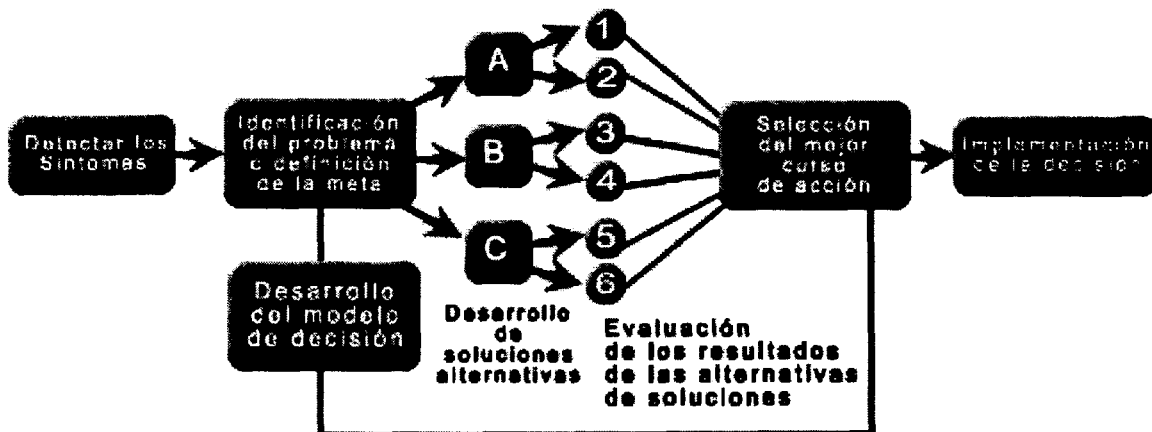 Detectar los
Síntomas
Identificación
del problema
o definición
de la meta
Desarrollo
del modelo
de decisión
A
B
C
1
2
3
4
5
6
Desarrollo
de
soluciones
alternativas
Evaluación
de los resultados
de las alternativas
de soluciones
Selección
del mejor
curso
de acción
Implementación
de la decisión